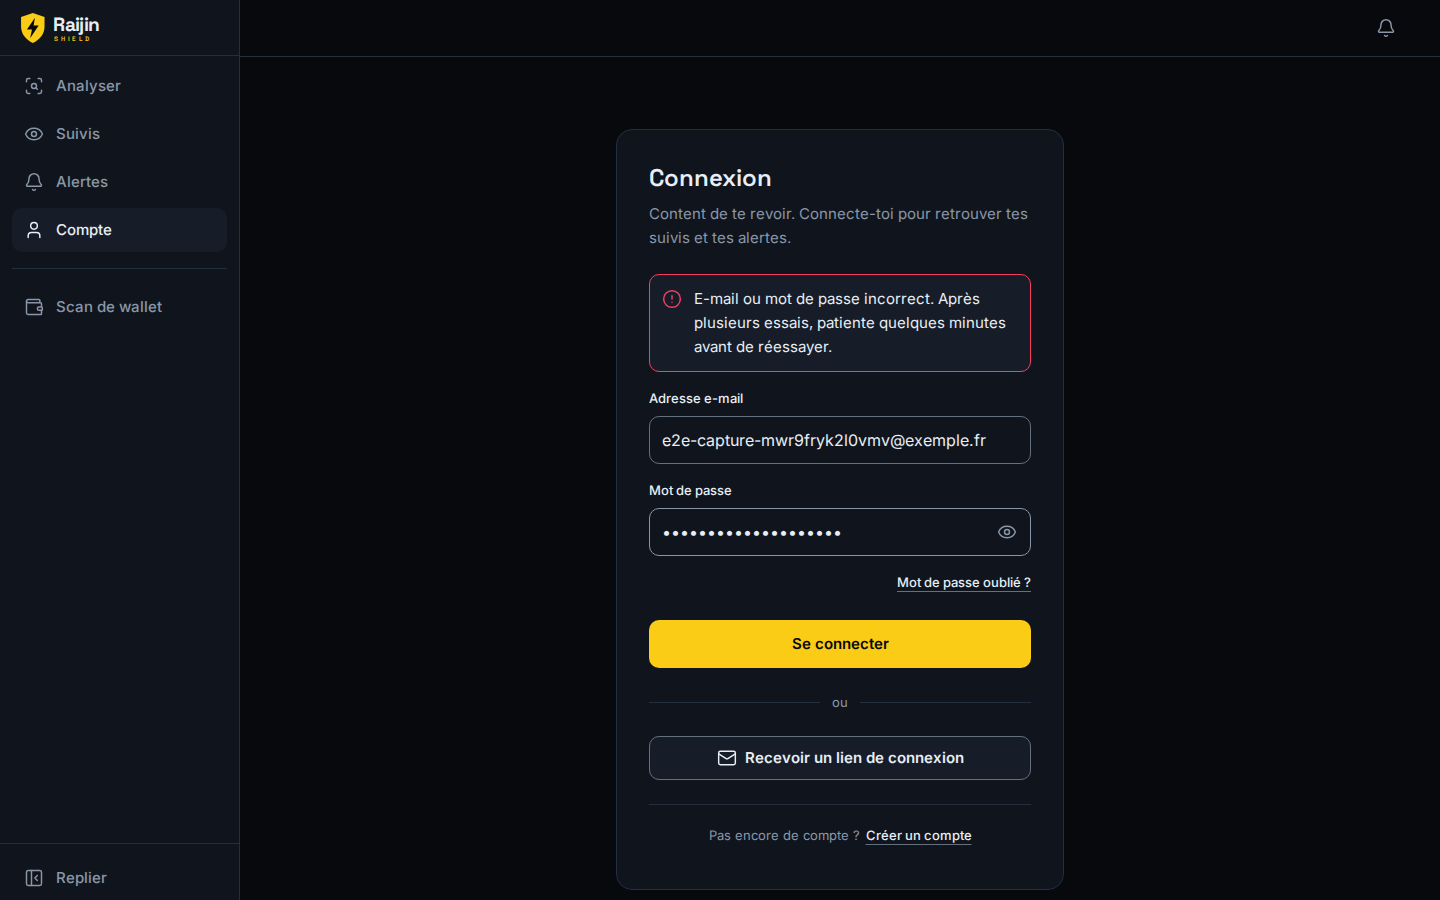 Raijin
SHIELD
Analyser
Suivis
Alertes
Compte
Scan de wallet
Replier
Connexion
Content de te revoir. Connecte-toi pour retrouver tes
suivis et tes alertes.
E-mail ou mot de passe incorrect. Après
plusieurs essais, patiente quelques minutes
avant de réessayer.
Adresse e-mail
e2e-capture-mwr9fryk2l0vmv@exemple.fr
Mot de passe
••••••••••••••••••••
Mot de passe oublié ?
Se connecter
ou
Recevoir un lien de connexion
Pas encore de compte ? Créer un compte